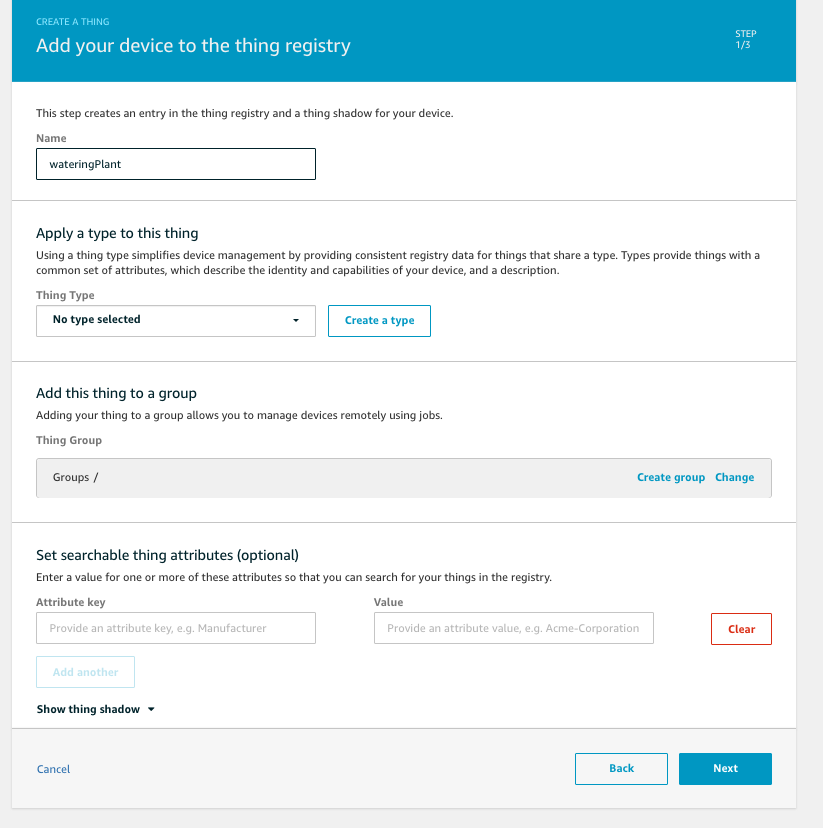 CREATE A THING
Add your device to the thing registry
STEP
1/3
This step creates an entry in the thing registry and a thing shadow for your device.
Name
wateringPlant
Apply a type to this thing
Using a thing type simplifies device management by providing consistent registry data for things that share a type. Types provide things with a
common set of attributes, which describe the identity and capabilities of your device, and a description.
Thing Type
No type selected
Create a type
Add this thing to a group
Adding your thing to a group allows you to manage devices remotely using jobs.
Thing Group
Groups /
Create group Change
Set searchable thing attributes (optional)
Enter a value for one or more of these attributes so that you can search for your things in the registry.
Attribute key
Value
Provide an attribute key, e.g. Manufacturer
Provide an attribute value, e.g. Acme-Corporation
Clear
Add another
Show thing shadow
Cancel
Back
Next